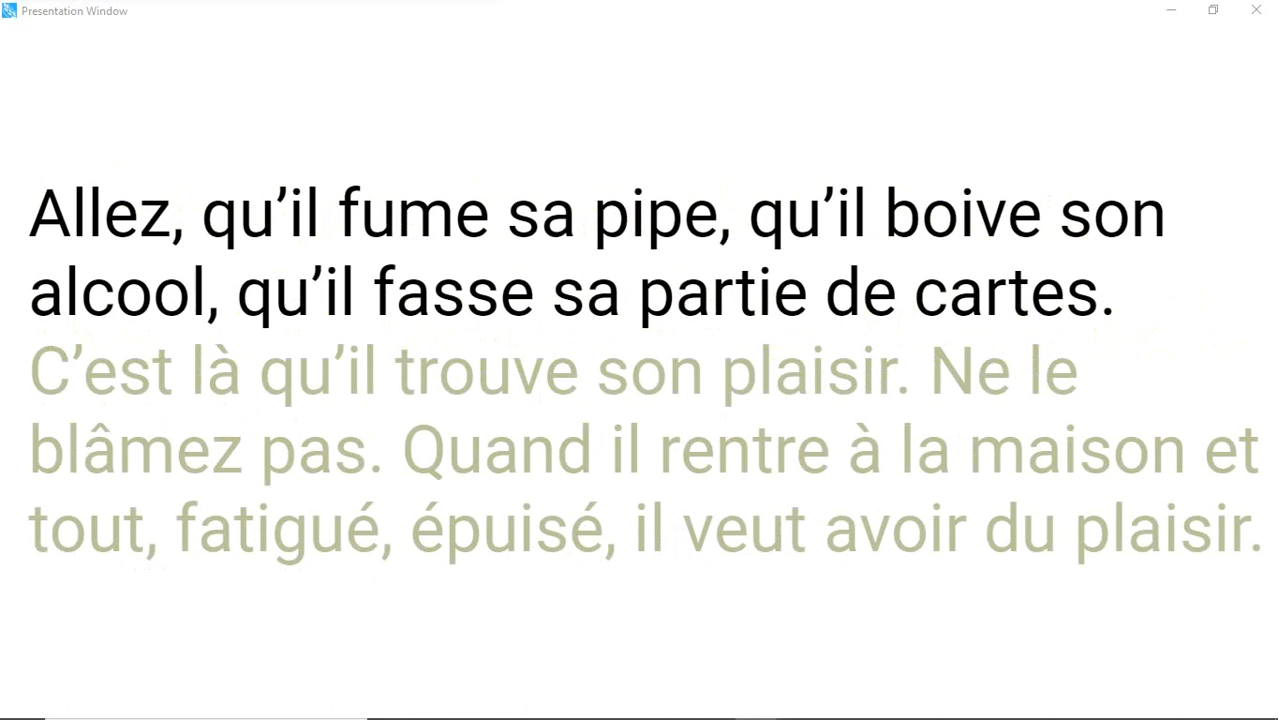 Presentation Window
Allez, qu’il fume sa pipe, qu’il boive son
alcool, qu’il fasse sa partie de cartes.
C’est là qu’il trouve son plaisir. Ne le
blâmez pas. Quand il rentre à la maison et
tout, fatigué, épuisé, il veut avoir du plaisir.